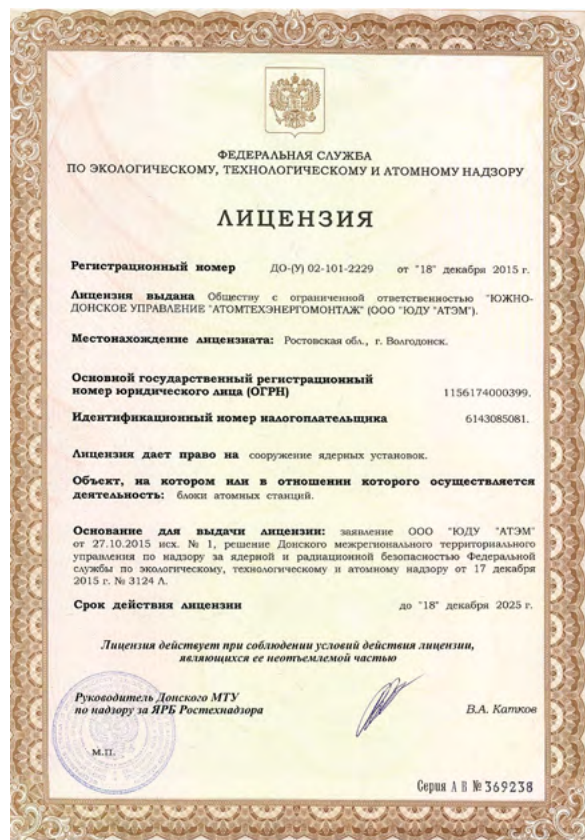 ФЕДЕРАЛЬНАЯ СЛУЖБА
ПО ЭКОЛОГИЧЕСКОМУ, ТЕХНОЛОГИЧЕСКОМУ И АТОМНОМУ НАДЗОРУ
ЛИЦЕНЗИЯ
Регистрационный номер ДО-(У) 02-101-2229 от "18" декабря 2015 г.
Лицензия выдана Обществу с ограниченной ответственностью "ЮЖНО-
ДОНСКОЕ УПРАВЛЕНИЕ "АТОМТЕХЭНЕРГОМОНТАЖ" (ООО "ЮДУ "АТЭМ").
Местонахождение лицензиата: Ростовская обл., г. Волгодонск.
Основной государственный регистрационный
номер юридического лица (ОГРН) 1156174000399.
Идентификационный номер налогоплательщика 6143085081.
Лицензия дает право на сооружение ядерных установок.
Объект, на котором или в отношении которого осуществляется
деятельность: блоки атомных станций.
Основание для выдачи лицензии: заявление ООО "ЮДУ "АТЭМ"
от 27.10.2015 исх. № 1, решение Донского межрегионального территориального
управления по надзору за ядерной и радиационной безопасностью Федеральной
службы по экологическому, технологическому и атомному надзору от 17 декабря
2015 г. № 3124 Л.
Срок действия лицензии до "18" декабря 2025 г.
Лицензия действует при соблюдении условий действия лицензии,
являющихся ее неотъемлемой частью
Руководитель Донского МТУ
по надзору за ЯРБ Ростехнадзора В.А. Катков
М.П.
Серия А В № 369238